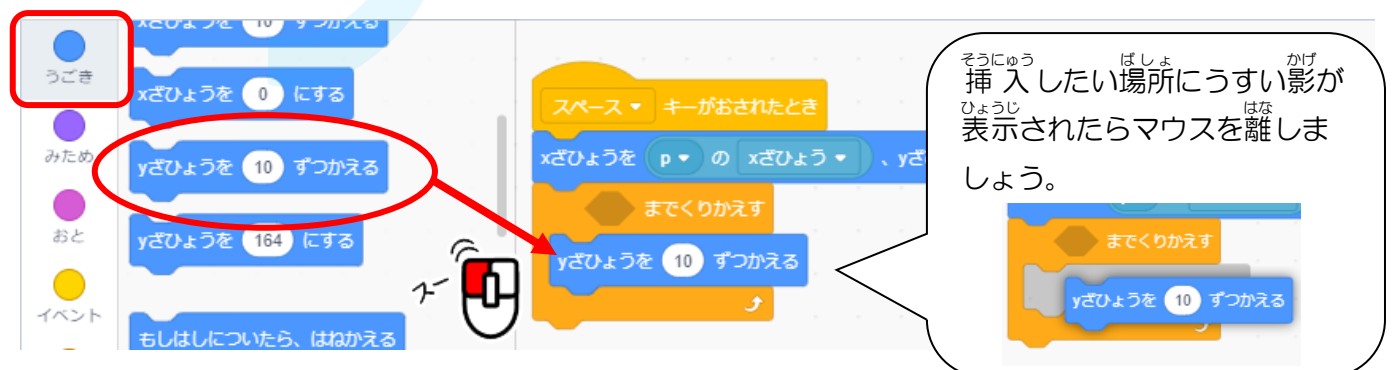 xざひょうを 10 ずつかえる
うごき
xざひょうを 0 にする
みため
yざひょうを 10 ずつかえる
おと
yざひょうを 164 にする
イベント
もしはしについたら、はねかえる
スー
スペース キーがおされたとき
xざひょうを p の xざひょう 、yざ
までくりかえす
yざひょうを 10 ずつかえる
そうにゅう ばしょ かげ
挿入したい場所にうすい影が
ひょうじ はな
表示されたらマウスを離しま
しょう。
までくりかえす
yざひょうを 10 ずつかえる